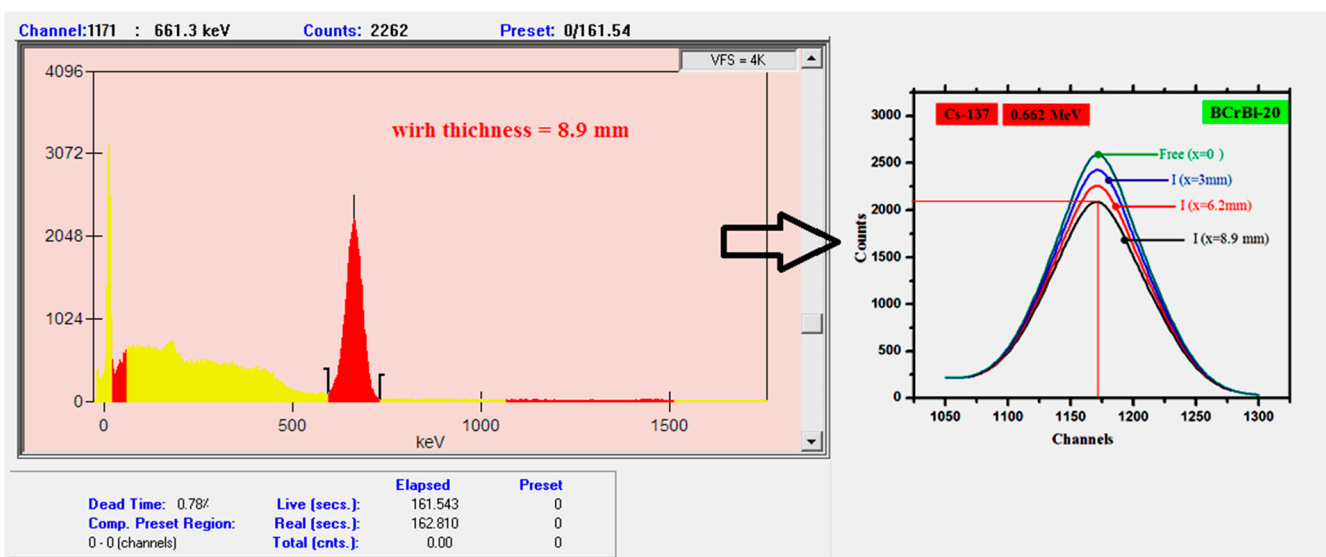 Channel:1171 : 661.3 keV Counts: 2262 Preset: 0/161.54
VFS = 4K
4096
wirh thichness = 8.9 mm
3072
2048
1024
0
0 500 1000 1500
keV
Elapsed Preset
Dead Time: 0.78% Live (secs.): 161.543 0
Comp. Preset Region: Real (secs.): 162.810 0
0 - 0 (channels) Total (cnts.): 0.00 0
Cs-137 0.662 MeV BCrBi-20
3000
2500
2000
1500
1000
500
0
Free (x=0 )
I (x=3mm)
I (x=6.2mm)
I (x=8.9 mm)
Counts
1050 1100 1150 1200 1250 1300
Channels